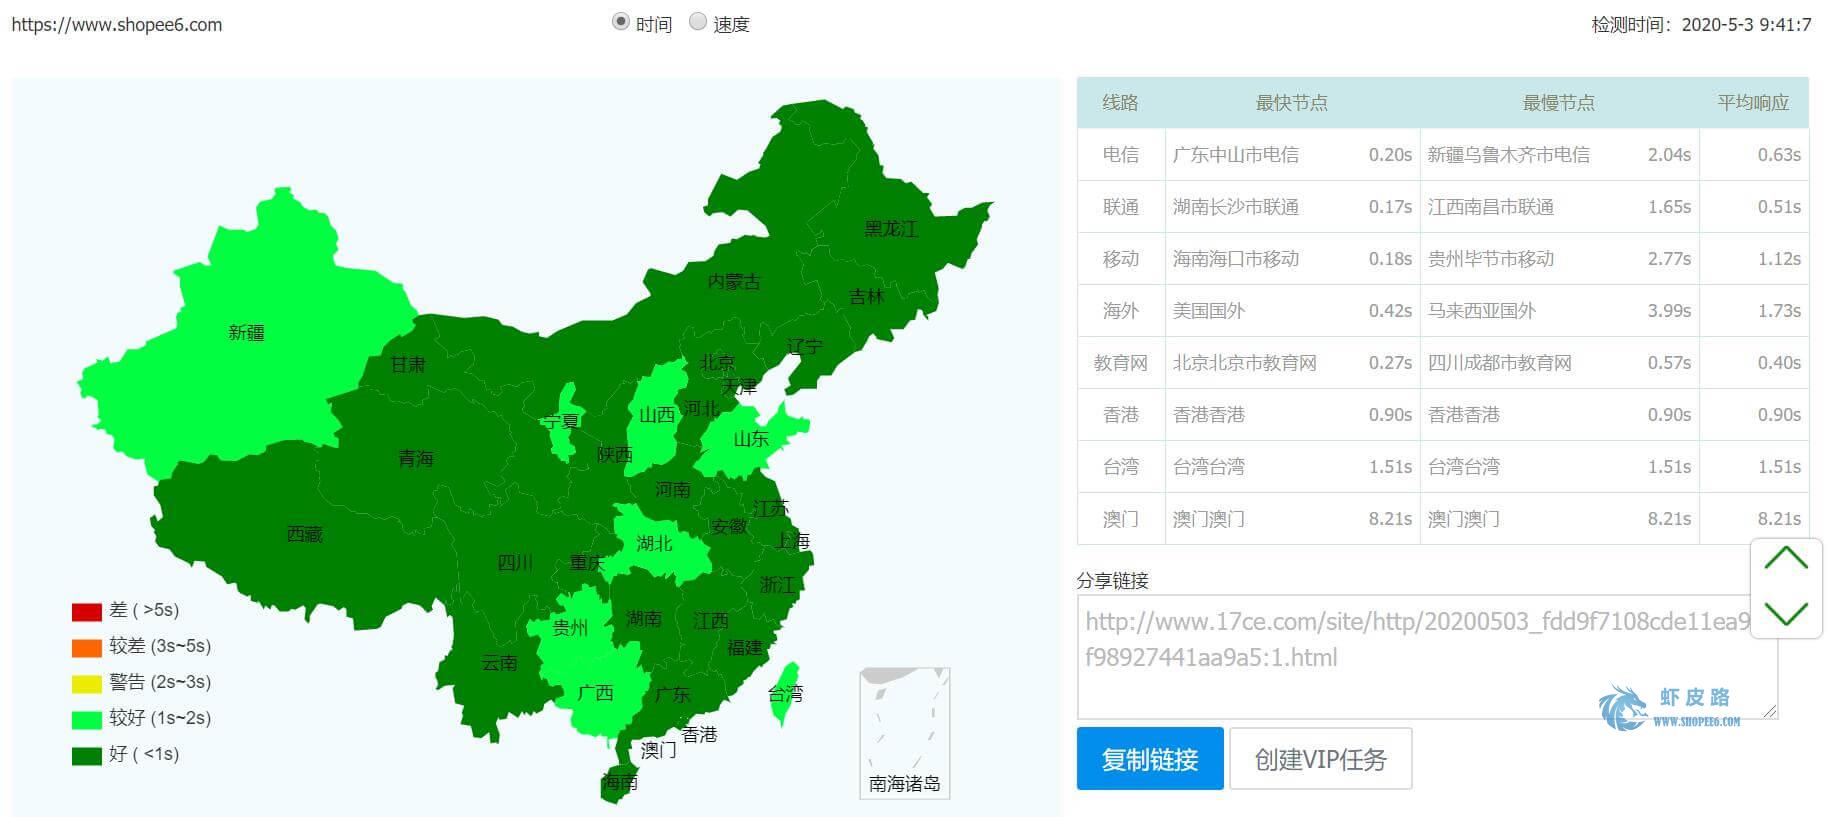 https://www.shopee6.com
时间 速度
检测时间：2020-5-3 9:41:7
黑龙江
内蒙古
吉林
新疆
辽宁
北京
甘肃
天津
河北
山西
宁夏
山东
陕西
青海
河南
江苏
安徽
西藏
上海
湖北
四川
重庆
浙江
湖南
江西
贵州
福建
云南
广西
广东
台湾
香港
澳门
海南
南海诸岛
差 ( >5s)
较差 (3s~5s)
警告 (2s~3s)
较好 (1s~2s)
好 ( <1s)
线路 最快节点 最慢节点 平均响应
电信 广东中山市电信 0.20s 新疆乌鲁木齐市电信 2.04s 0.63s
联通 湖南长沙市联通 0.17s 江西南昌市联通 1.65s 0.51s
移动 海南海口市移动 0.18s 贵州毕节市移动 2.77s 1.12s
海外 美国国外 0.42s 马来西亚国外 3.99s 1.73s
教育网 北京北京市教育网 0.27s 四川成都市教育网 0.57s 0.40s
香港 香港香港 0.90s 香港香港 0.90s 0.90s
台湾 台湾台湾 1.51s 台湾台湾 1.51s 1.51s
澳门 澳门澳门 8.21s 澳门澳门 8.21s 8.21s
分享链接
http://www.17ce.com/site/http/20200503_fdd9f7108cde11ea9
f98927441aa9a5:1.html
虾皮路
WWW.SHOPEE6.COM
复制链接 创建VIP任务